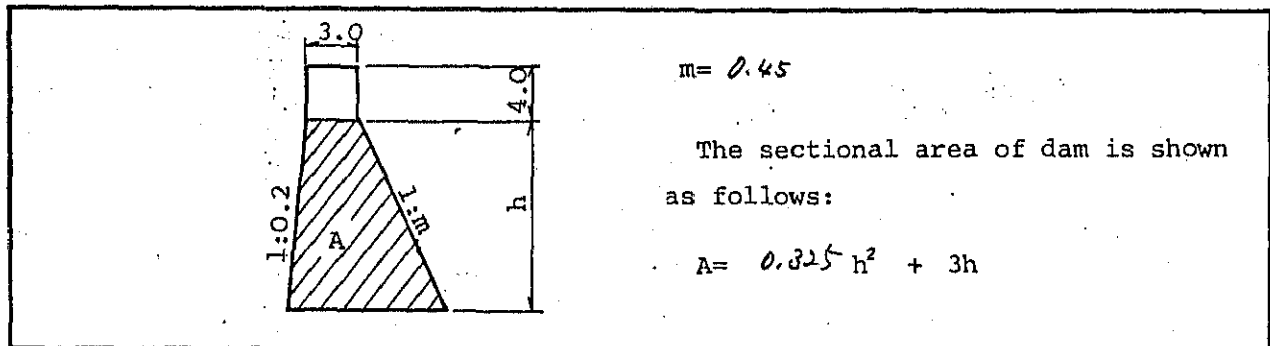 3.0
4.0
h
1:0.2
1:m
A
m= 0.45
The sectional area of dam is shown
as follows:
A= 0.325 h² + 3h